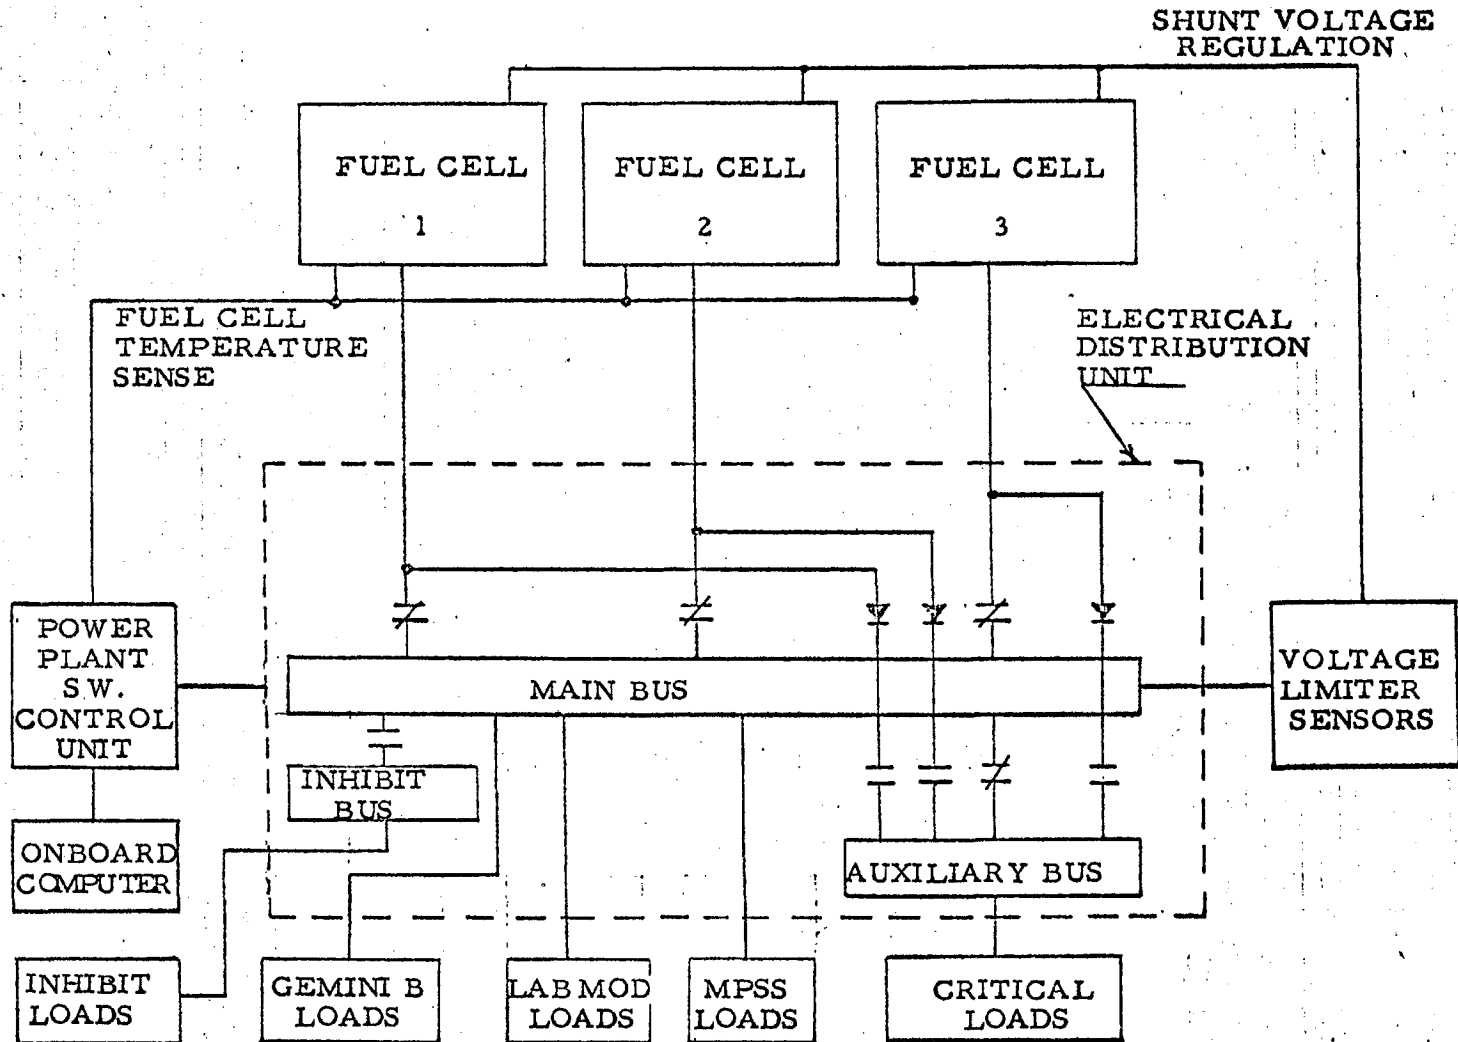 SHUNT VOLTAGE
REGULATION
FUEL CELL
1
FUEL CELL
2
FUEL CELL
3
FUEL CELL
TEMPERATURE
SENSE
ELECTRICAL
DISTRIBUTION
UNIT
POWER
PLANT
S.W.
CONTROL
UNIT
MAIN BUS
VOLTAGE
LIMITER
SENSORS
INHIBIT
BUS
ONBOARD
COMPUTER
AUXILIARY BUS
INHIBIT
LOADS
GEMINI B
LOADS
LAB MOD
LOADS
MPSS
LOADS
CRITICAL
LOADS